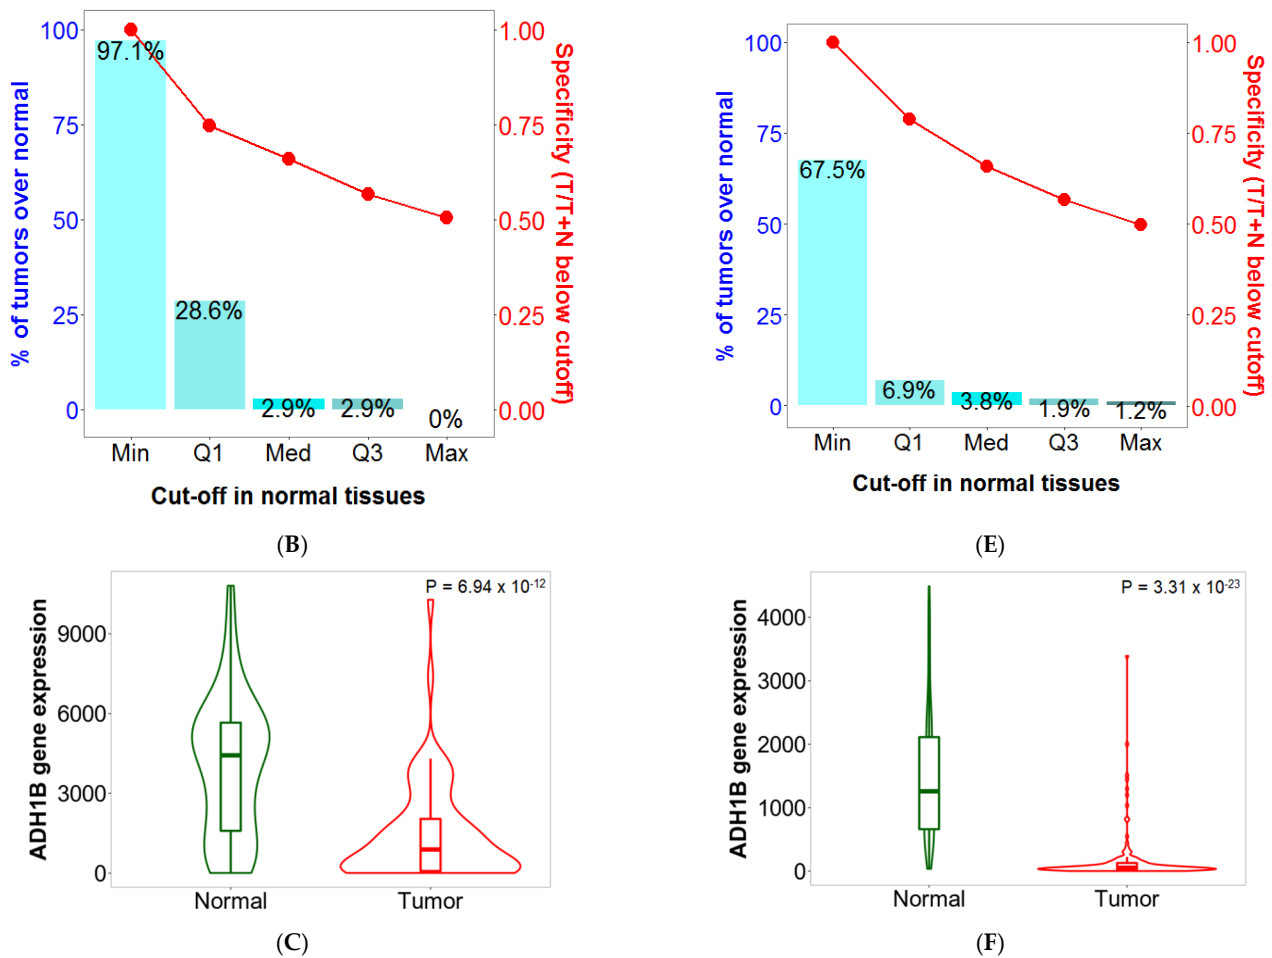 % of tumors over normal
100
75
50
25
0
97.1%
28.6%
2.9%
2.9%
0%
1.00
0.75
0.50
0.25
0.00
Specificity (T/T+N below cutoff)
Min Q1 Med Q3 Max
Cut-off in normal tissues
(B)
% of tumors over normal
100
75
50
25
0
67.5%
6.9%
3.8%
1.9%
1.2%
1.00
0.75
0.50
0.25
0.00
Specificity (T/T+N below cutoff)
Min Q1 Med Q3 Max
Cut-off in normal tissues
(E)
ADH1B gene expression
9000
6000
3000
0
P = 6.94 x 10-12
Normal Tumor
(C)
ADH1B gene expression
4000
3000
2000
1000
0
P = 3.31 x 10-23
Normal Tumor
(F)